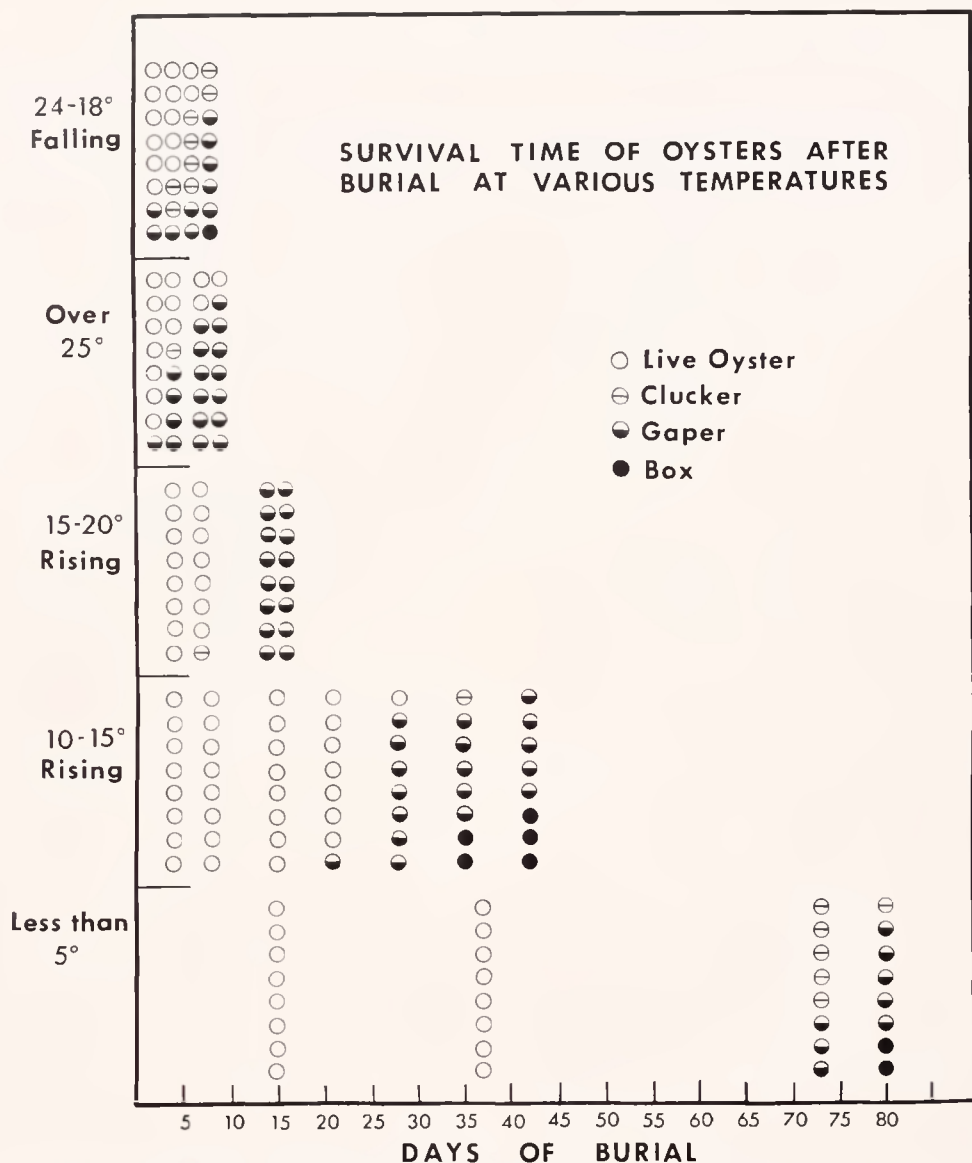 24-18°
Falling
SURVIVAL TIME OF OYSTERS AFTER
BURIAL AT VARIOUS TEMPERATURES
Over
25°
Live Oyster
Clucker
Gaper
Box
15-20°
Rising
10-15°
Rising
Less than
5°
5 10 15 20 25 30 35 40 45 50 55 60 65 70 75 80
DAYS OF BURIAL